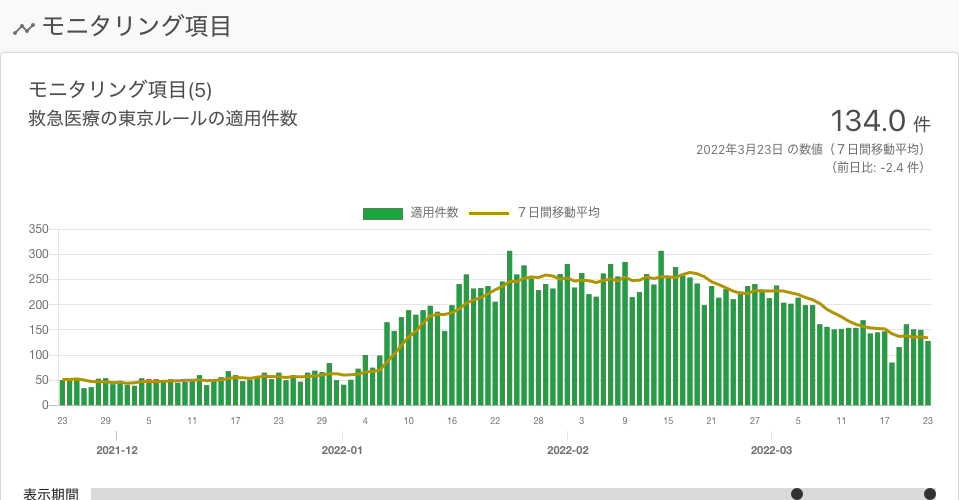 モニタリング項目
モニタリング項目(5)
救急医療の東京ルールの適用件数
134.0 件
2022年3月23日 の数値（７日間移動平均）
（前日比: -2.4 件）
適用件数 ７日間移動平均
350
300
250
200
150
100
50
0
23 29 5 11 17 23 29 4 10 16 22 28 3 9 15 21 27 5 11 17 23
2021-12 2022-01 2022-02 2022-03
表示期間